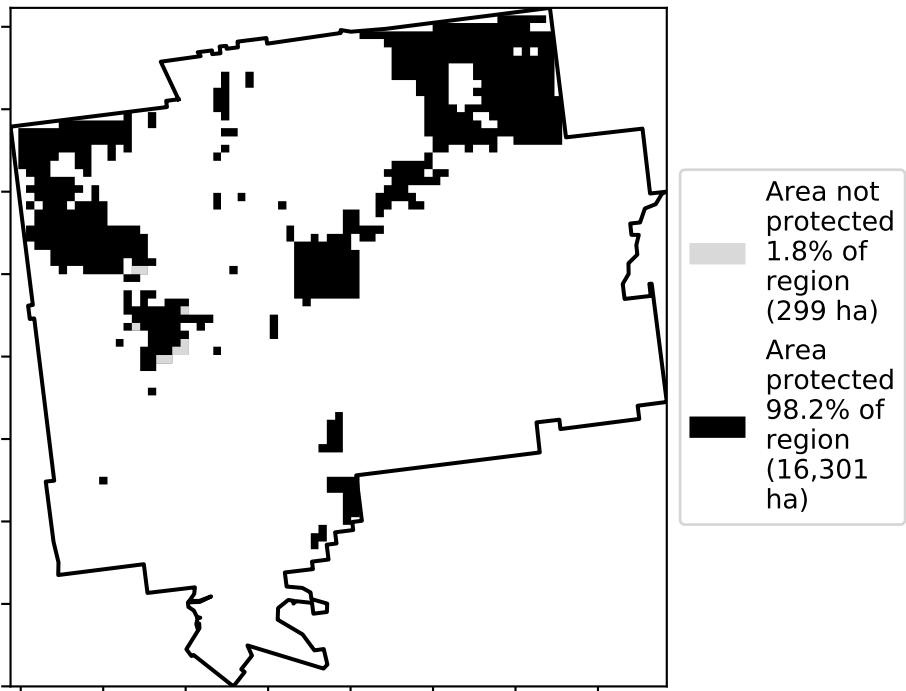 Area not
protected
1.8% of
region
(299 ha)
Area
protected
98.2% of
region
(16,301
ha)